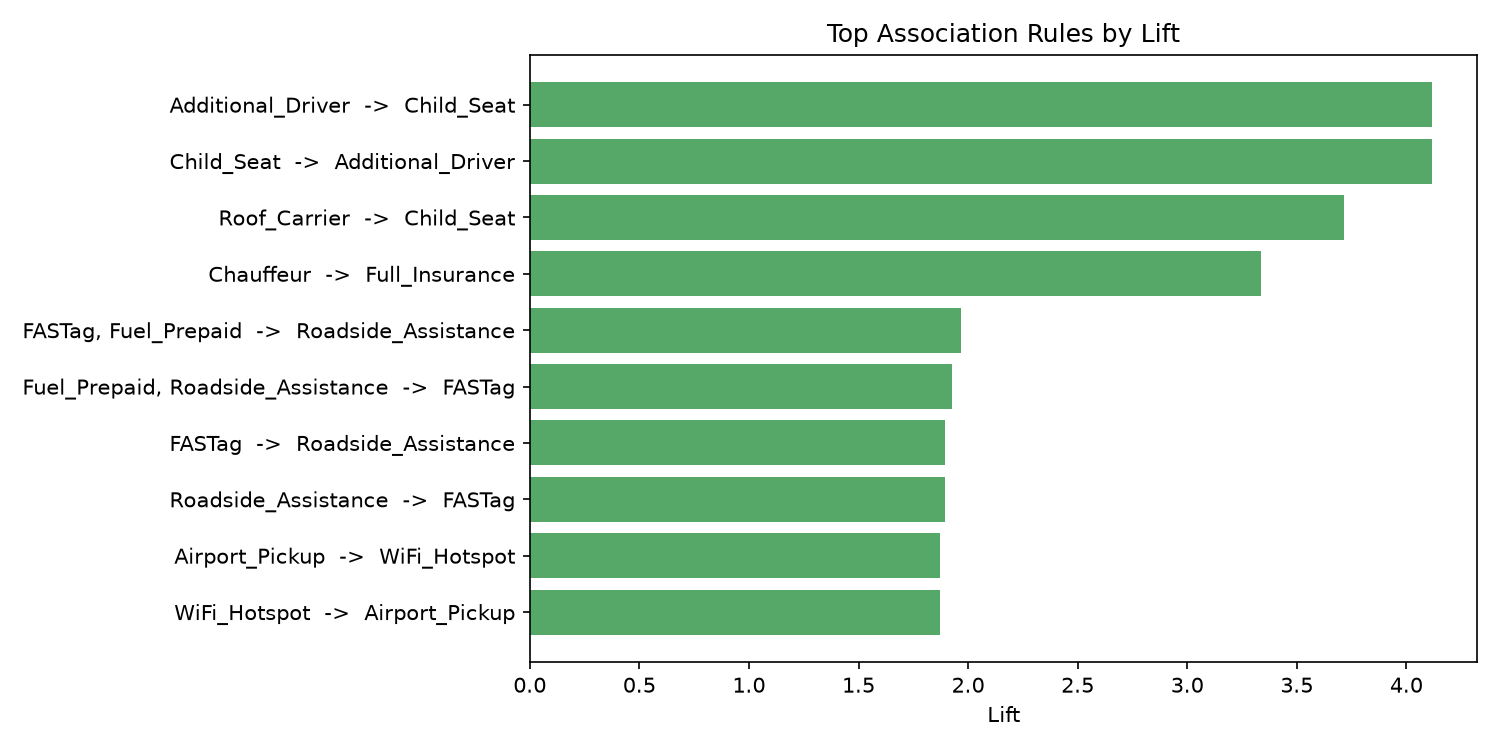 Top Association Rules by Lift
Additional_Driver -> Child_Seat
Child_Seat -> Additional_Driver
Roof_Carrier -> Child_Seat
Chauffeur -> Full_Insurance
FASTag, Fuel_Prepaid -> Roadside_Assistance
Fuel_Prepaid, Roadside_Assistance -> FASTag
FASTag -> Roadside_Assistance
Roadside_Assistance -> FASTag
Airport_Pickup -> WiFi_Hotspot
WiFi_Hotspot -> Airport_Pickup
0.0 0.5 1.0 1.5 2.0 2.5 3.0 3.5 4.0
Lift